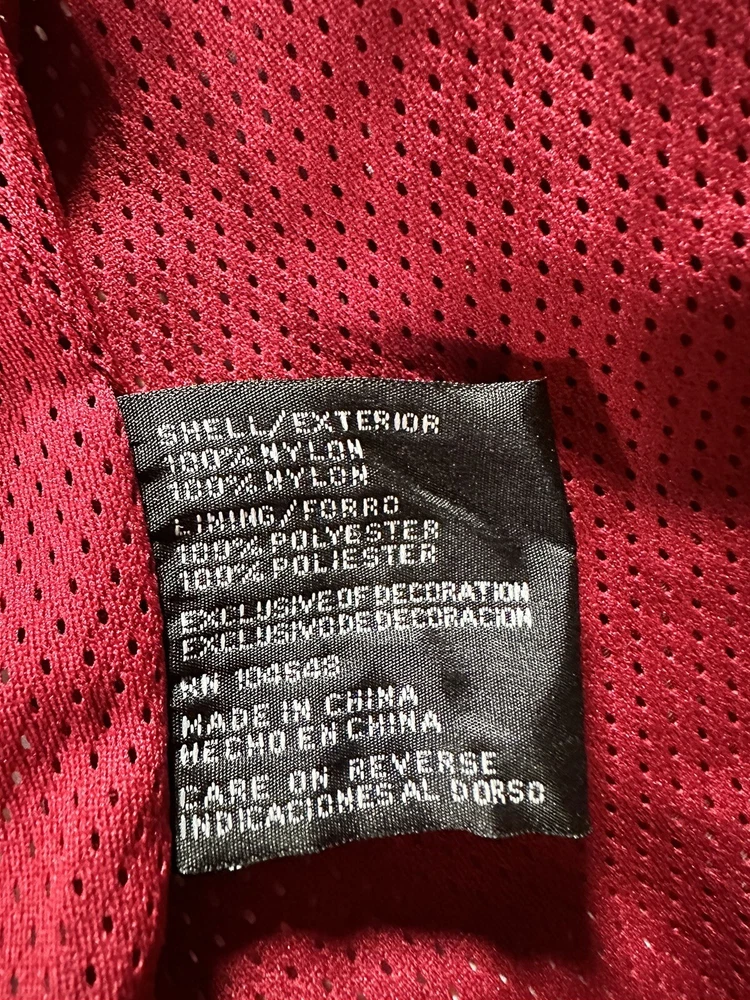 SHELL/EXTERIOR
100% NYLON
100% NYLON
LINING/FORRO
100% POLYESTER
100% POLIESTER
EXCLUSIVE OF DECORATION
EXCLUSIVO DE DECORACION
RN 104548
MADE IN CHINA
HECHO EN CHINA
CARE ON REVERSE
INDICACIONES AL DORSO